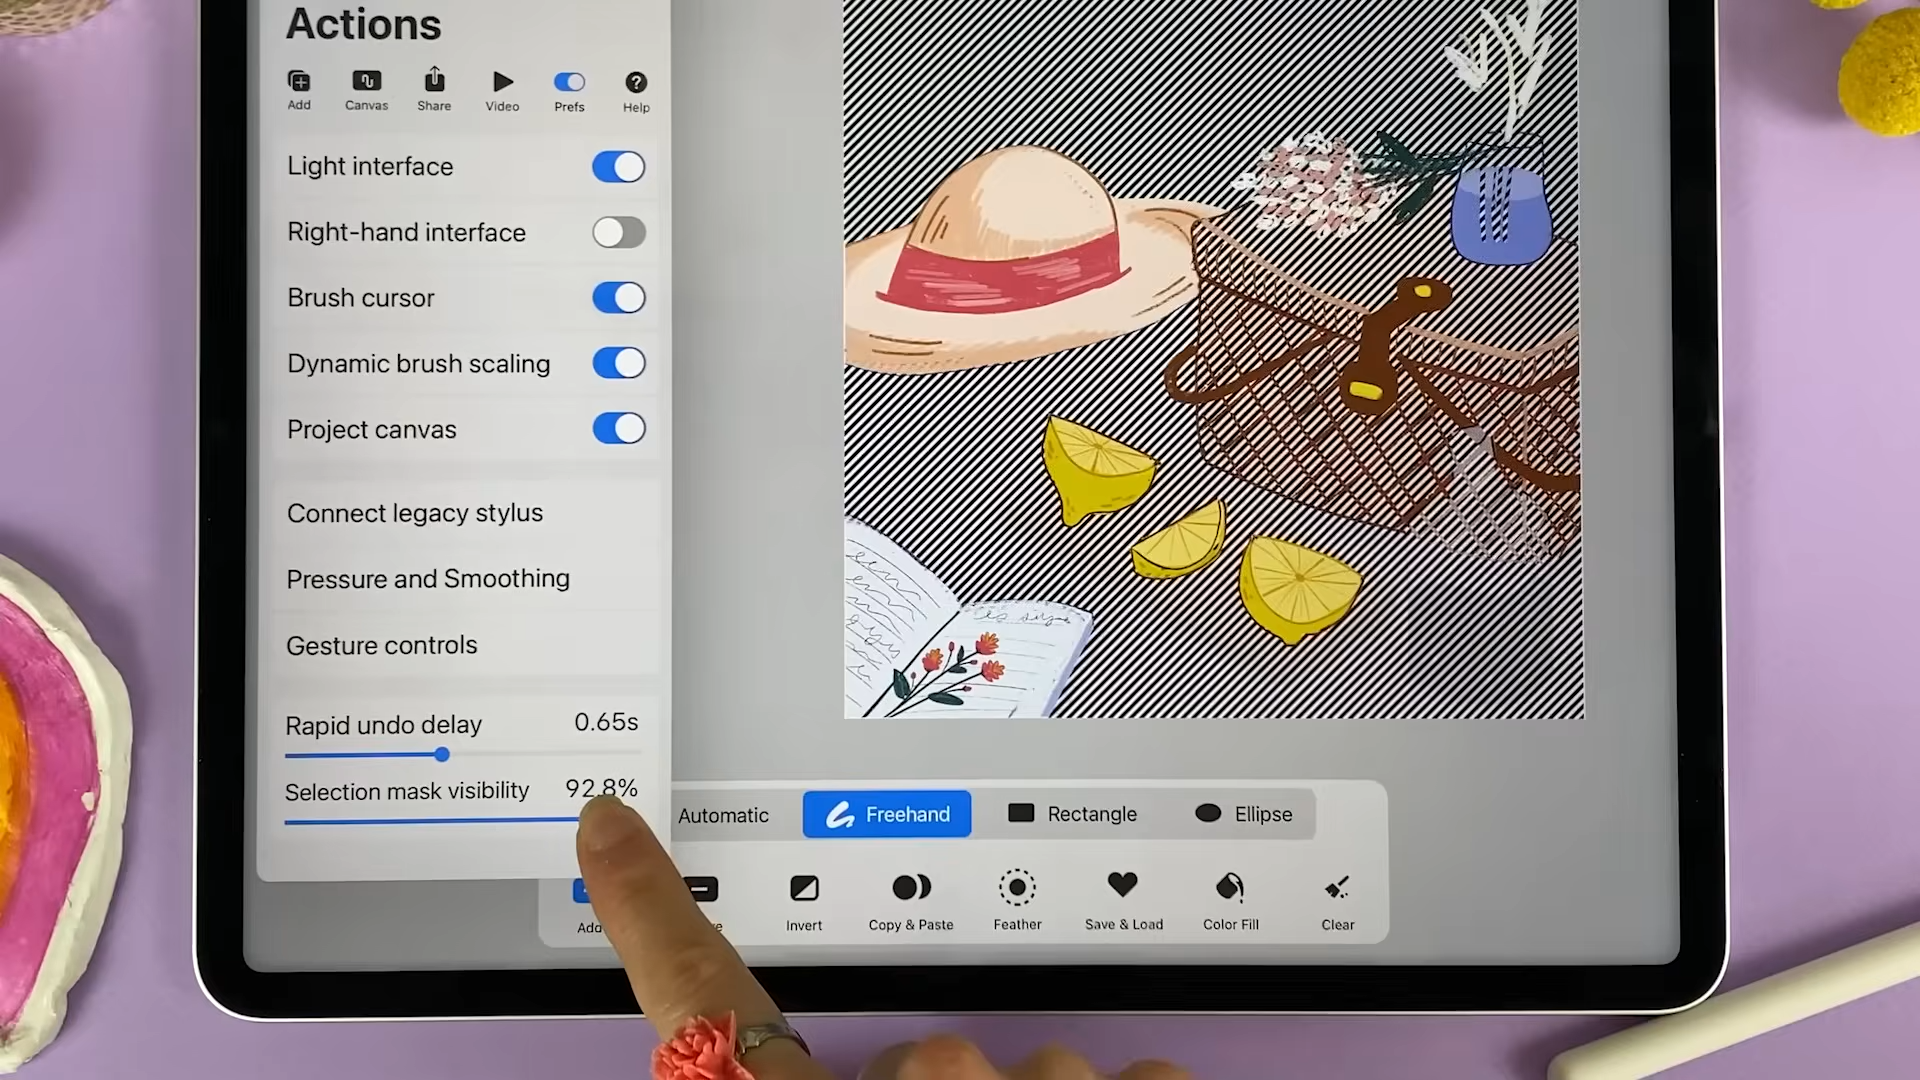 Actions
Add
Canvas
Share
Video
Prefs
Help
Light interface
Right-hand interface
Brush cursor
Dynamic brush scaling
Project canvas
Connect legacy stylus
Pressure and Smoothing
Gesture controls
Rapid undo delay 0.65s
Selection mask visibility 92.8%
Automatic
Freehand
Rectangle
Ellipse
Add
Invert
Copy & Paste
Feather
Save & Load
Color Fill
Clear